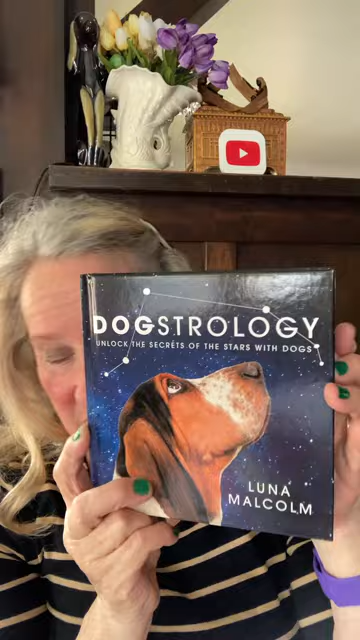 DOGSTROLOGY
UNLOCK THE SECRETS OF THE STARS WITH DOGS
LUNA
MALCOLM